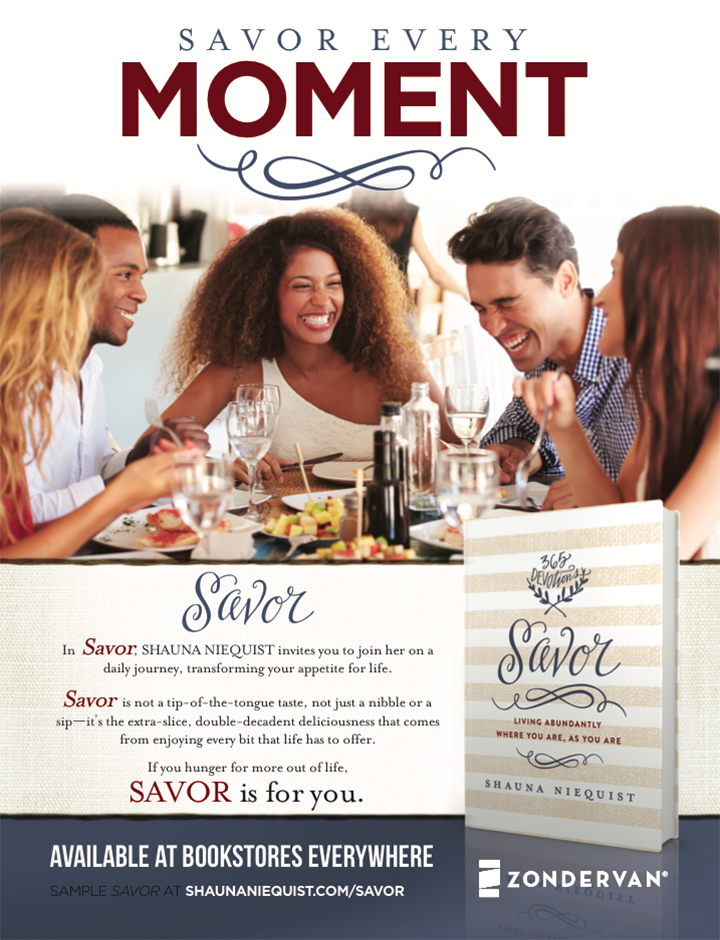 SAVOR EVERY
MOMENT
Savor
In Savor, SHAUNA NIEQUIST invites you to join her on a
daily journey, transforming your appetite for life.
Savor is not a tip-of-the-tongue taste, not just a nibble or a
sip—it's the extra-slice, double-decadent deliciousness that comes
from enjoying every bit that life has to offer.
If you hunger for more out of life,
SAVOR is for you.
365
DEVOTIONS
Savor
LIVING ABUNDANTLY
WHERE YOU ARE, AS YOU ARE
SHAUNA NIEQUIST
AVAILABLE AT BOOKSTORES EVERYWHERE
SAMPLE SAVOR AT SHAUNANIEQUIST.COM/SAVOR
ZONDERVAN®